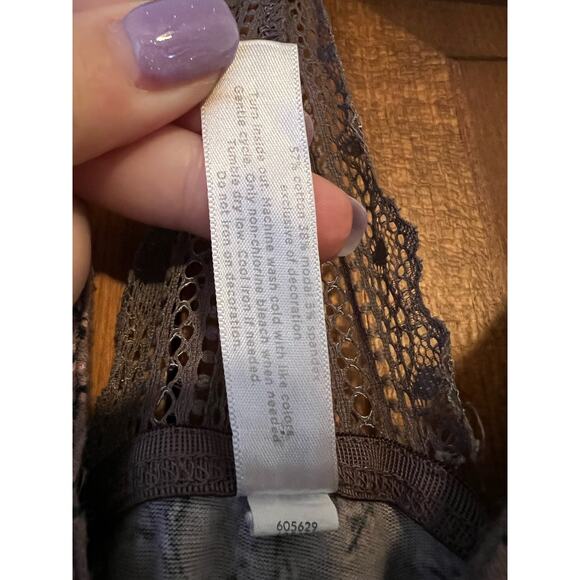 57% cotton 38% modal 5% spandex
exclusive of decoration
Turn inside out. Machine wash cold with like colors.
Gentle cycle. Only non-chlorine bleach when needed.
Tumble dry low. Cool iron if needed.
Do not iron on decoration.
605629